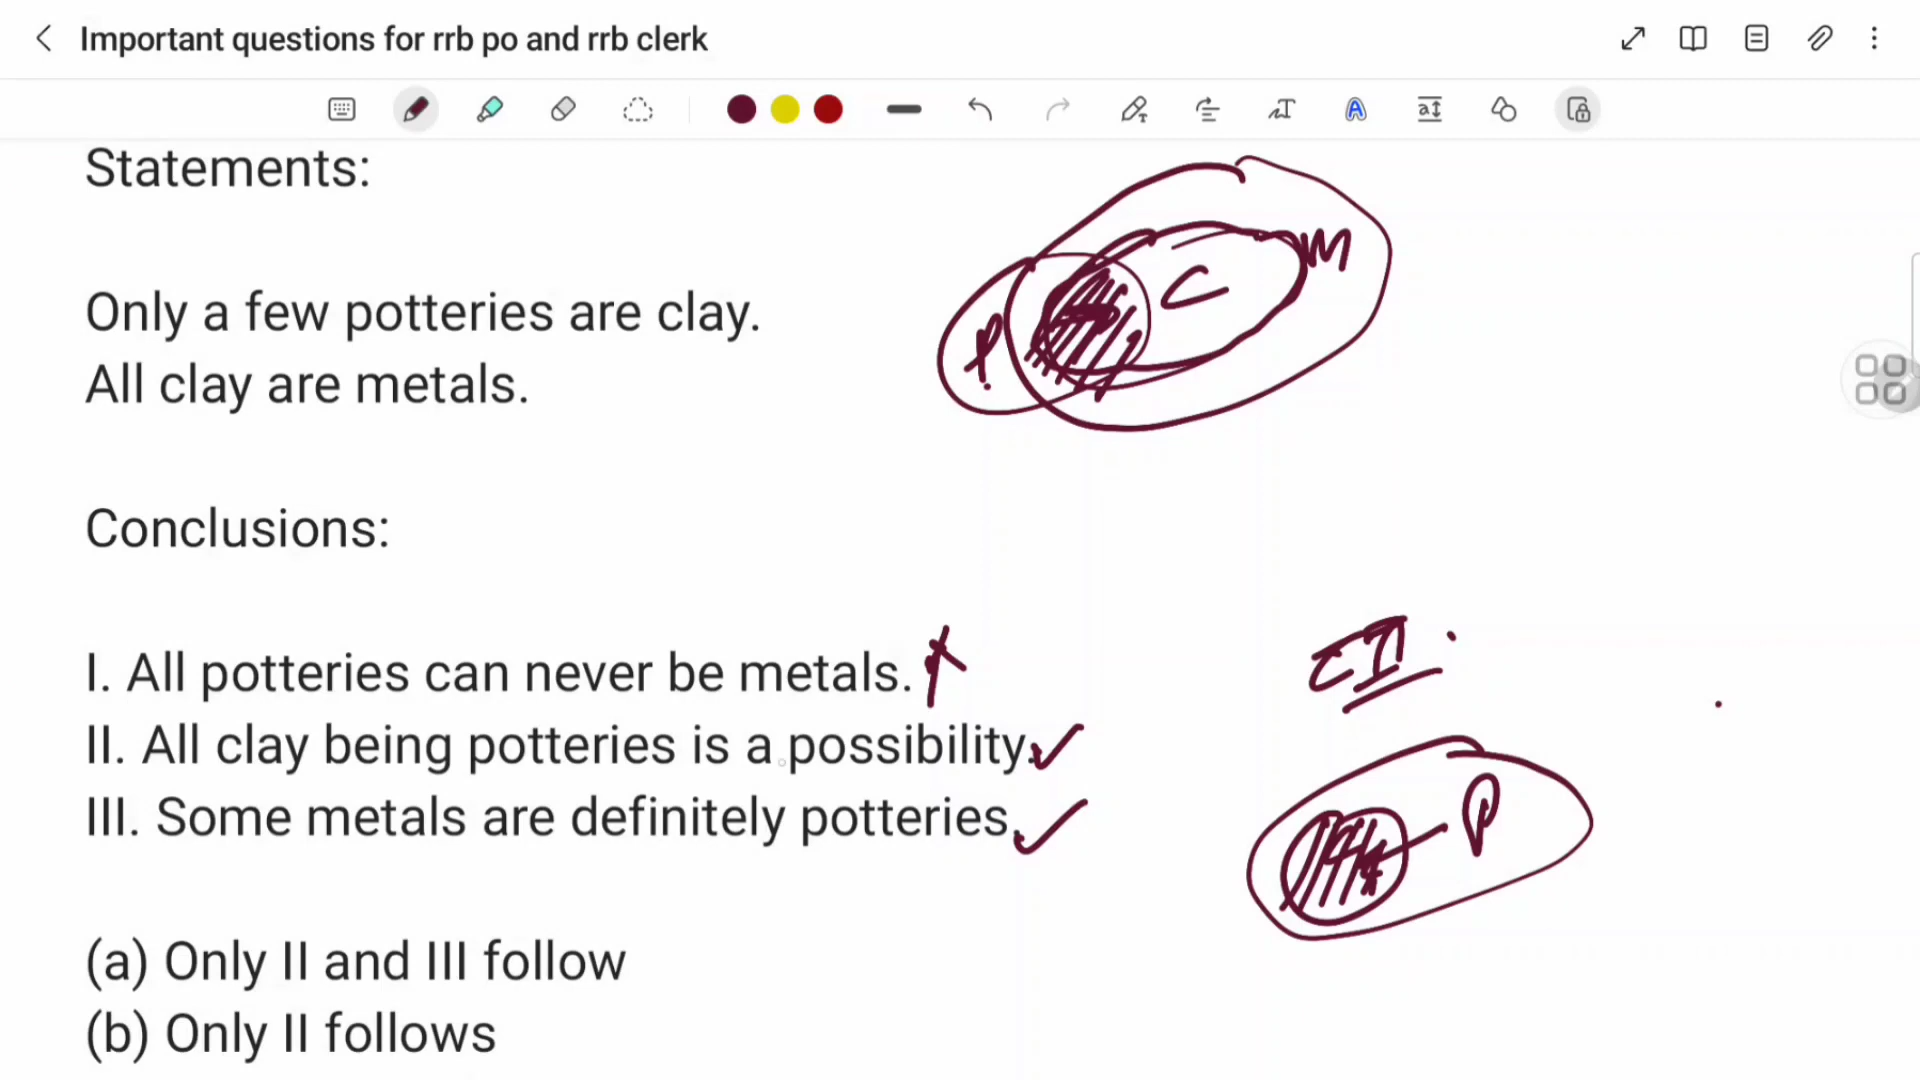 Important questions for rrb po and rrb clerk
Statements:
Only a few potteries are clay.
All clay are metals.
P
C
M
Conclusions:
I. All potteries can never be metals.
II. All clay being potteries is a possibility.
III. Some metals are definitely potteries.
P
(a) Only II and III follow
(b) Only II follows